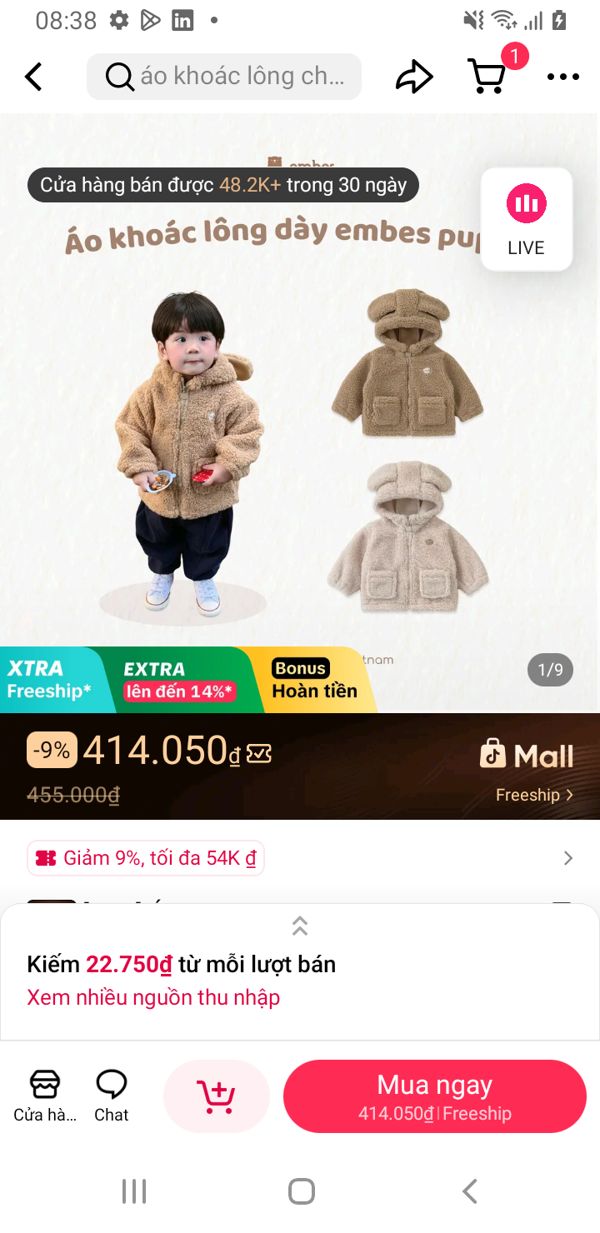 08:38
áo khoác lông ch...
1
Cửa hàng bán được 48.2K+ trong 30 ngày
LIVE
Áo khoác lông dày embes
XTRA
Freeship*
EXTRA
lên đến 14%*
Bonus
Hoàn tiền
1/9
-9%
414.050₫
455.000₫
Mall
Freeship
Giảm 9%, tối đa 54K ₫
Kiếm 22.750₫ từ mỗi lượt bán
Xem nhiều nguồn thu nhập
Cửa hà...
Chat
Mua ngay
414.050₫ | Freeship